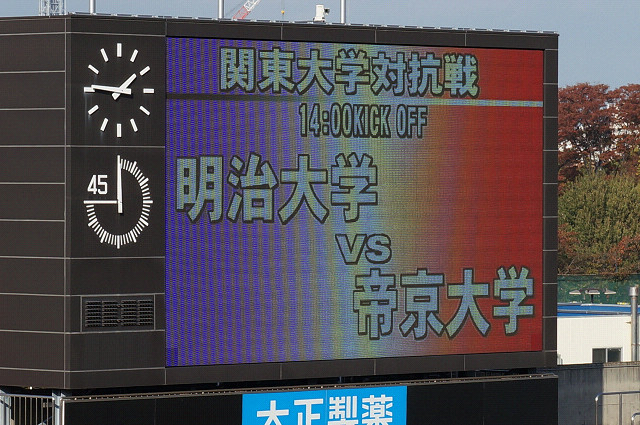 関東大学対抗戦
14:00KICK OFF
45
明治大学
VS
帝京大学
大正製薬